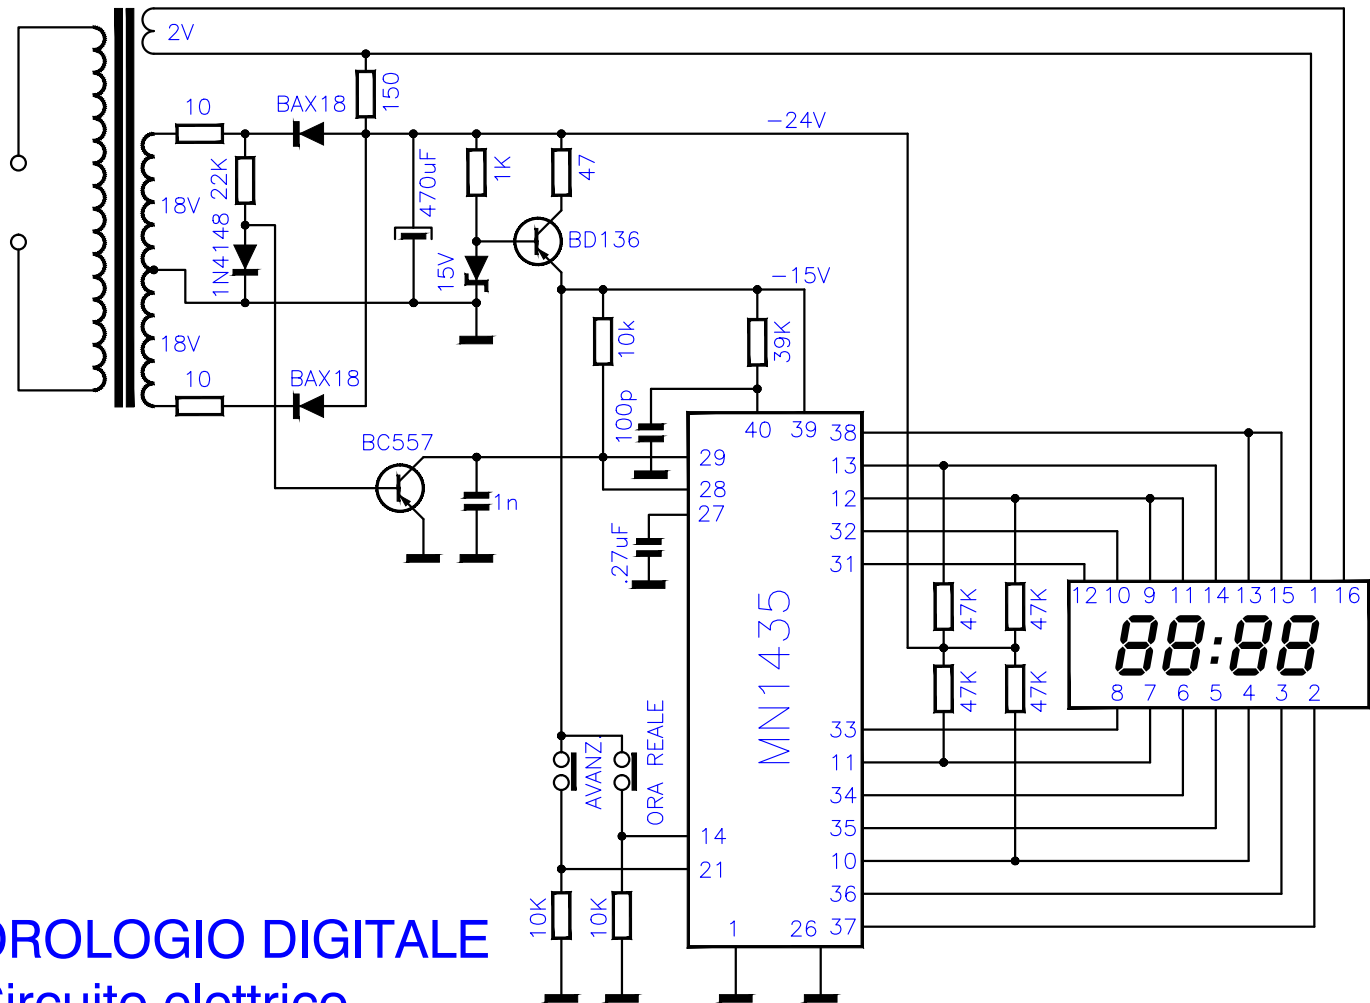 2V
150
10
BAX18
-24V
22K
470uF
1K
47
18V
BD136
1N4148
15V
-15V
18V
10k
39K
10
BAX18
100p
40
39
38
BC557
29
13
28
12
1n
27
32
.27uF
31
MN1435
47K
47K
12
10
9
11
14
13
15
1
16
88:88
47K
47K
8
7
6
5
4
3
2
33
11
AVANZ.
ORA REALE
34
14
35
21
10
36
10K
10K
1
26
37
OROLOGIO DIGITALE
Circuito elettrico